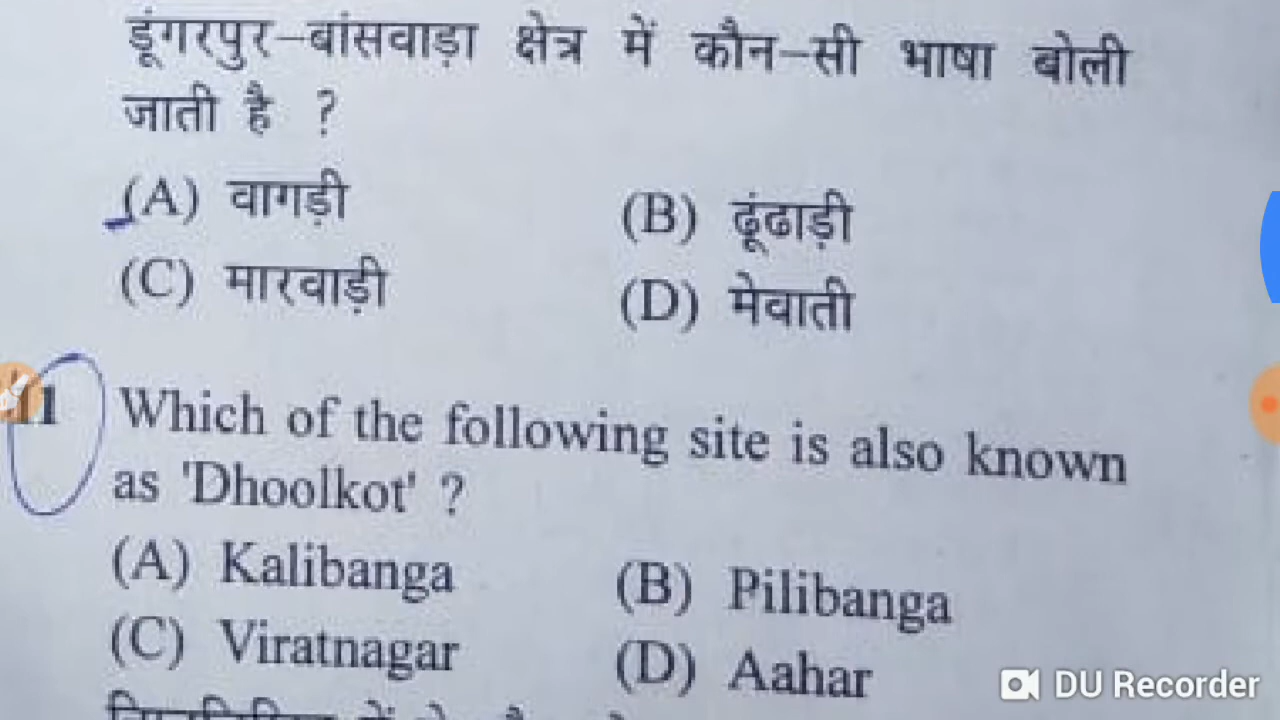 डूंगरपुर–बांसवाड़ा क्षेत्र में कौन–सी भाषा बोली
जाती है ?
(A) वागड़ी (B) ढूंढाड़ी
(C) मारवाड़ी (D) मेवाती
11 Which of the following site is also known
as 'Dhoolkot' ?
(A) Kalibanga (B) Pilibanga
(C) Viratnagar (D) Aahar
DU Recorder